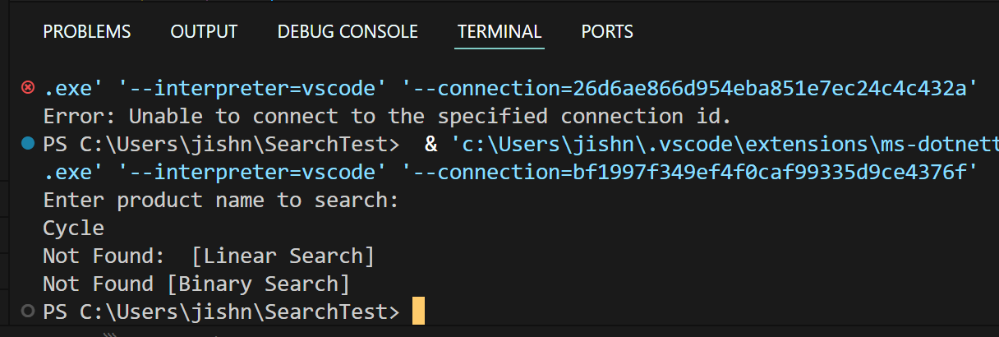 PROBLEMS OUTPUT DEBUG CONSOLE TERMINAL PORTS
.exe' '--interpreter=vscode' '--connection=26d6ae866d954eba851e7ec24c4c432a'
Error: Unable to connect to the specified connection id.
PS C:\Users\jishn\SearchTest>  & 'c:\Users\jishn\.vscode\extensions\ms-dotnett
.exe' '--interpreter=vscode' '--connection=bf1997f349ef4f0caf99335d9ce4376f'
Enter product name to search:
Cycle
Not Found:  [Linear Search]
Not Found [Binary Search]
PS C:\Users\jishn\SearchTest>